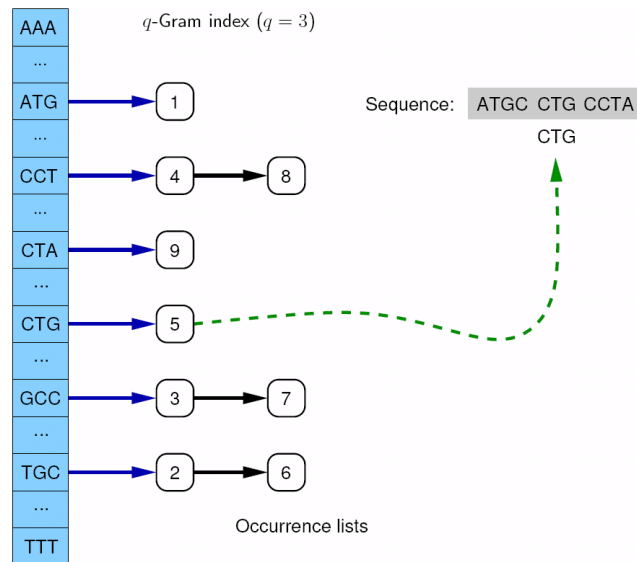 q-Gram index (q = 3)
AAA
...
ATG 1
Sequence: ATGC CTG CCTA
CTG
...
CCT 4 8
...
CTA 9
...
CTG 5
...
GCC 3 7
...
TGC 2 6
...
Occurrence lists
TTT